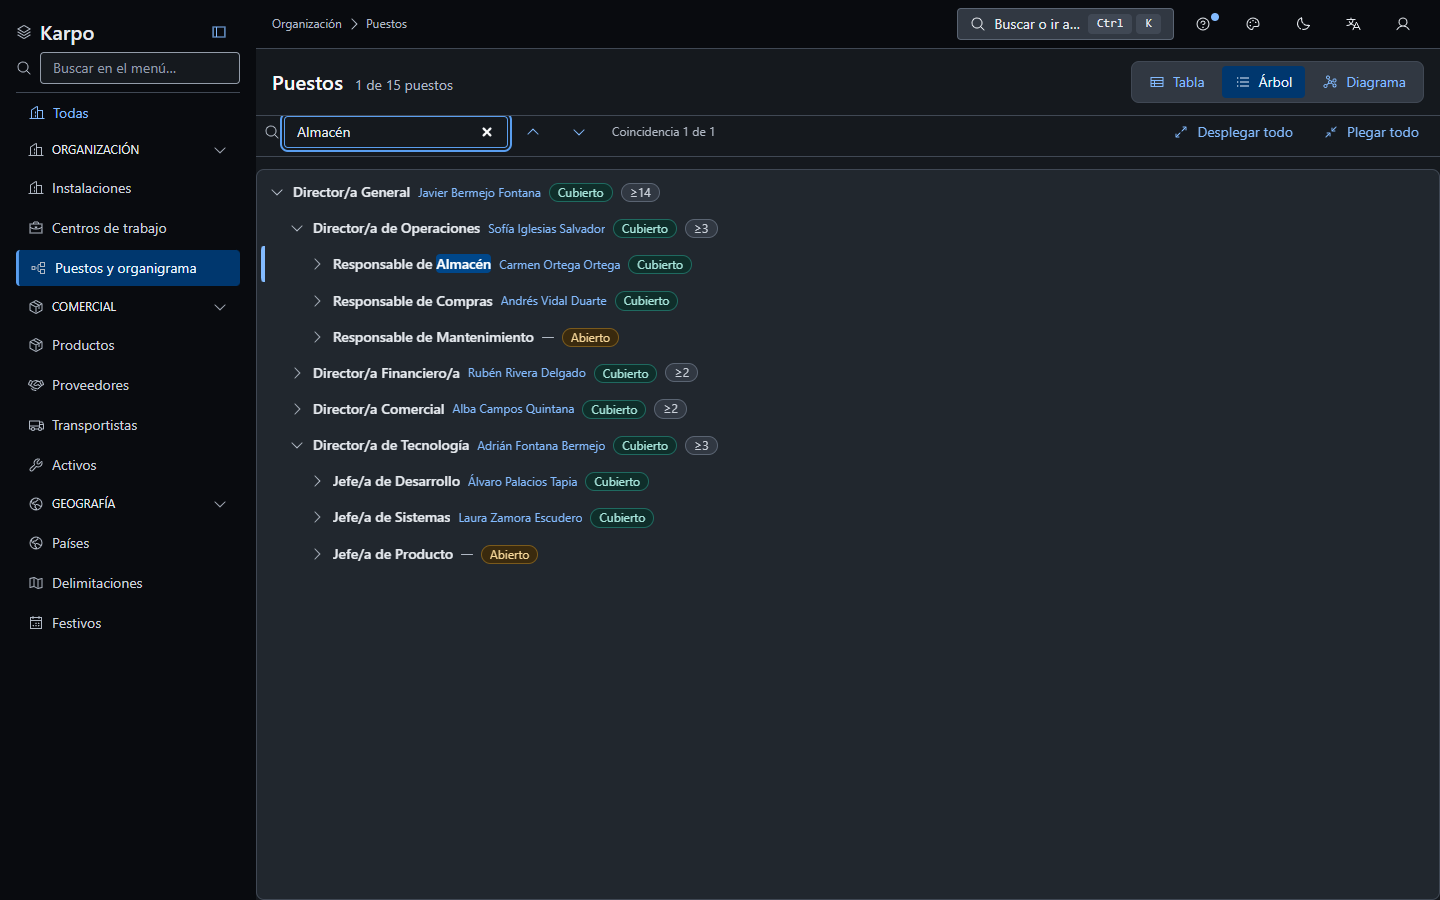 Karpo
Buscar en el menú...
Todas
ORGANIZACIÓN
Instalaciones
Centros de trabajo
Puestos y organigrama
COMERCIAL
Productos
Proveedores
Transportistas
Activos
GEOGRAFÍA
Países
Delimitaciones
Festivos
Organización > Puestos
Buscar o ir a... Ctrl K
Puestos 1 de 15 puestos
Tabla Árbol Diagrama
Almacén Coincidencia 1 de 1 Desplegar todo Plegar todo
Director/a General Javier Bermejo Fontana Cubierto ≥14
Director/a de Operaciones Sofía Iglesias Salvador Cubierto ≥3
Responsable de Almacén Carmen Ortega Ortega Cubierto
Responsable de Compras Andrés Vidal Duarte Cubierto
Responsable de Mantenimiento — Abierto
Director/a Financiero/a Rubén Rivera Delgado Cubierto ≥2
Director/a Comercial Alba Campos Quintana Cubierto ≥2
Director/a de Tecnología Adrián Fontana Bermejo Cubierto ≥3
Jefe/a de Desarrollo Álvaro Palacios Tapia Cubierto
Jefe/a de Sistemas Laura Zamora Escudero Cubierto
Jefe/a de Producto — Abierto